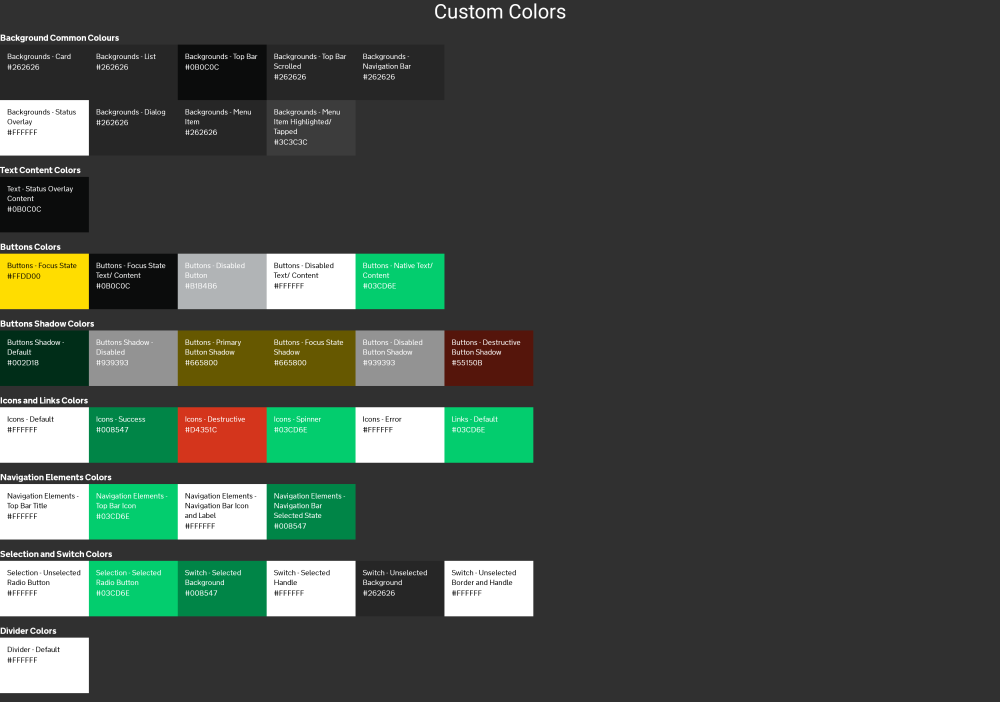 Custom Colors
Background Common Colours
Backgrounds - Card
#262626
Backgrounds - List
#262626
Backgrounds - Top Bar
#0B0C0C
Backgrounds - Top Bar
Scrolled
#262626
Backgrounds -
Navigation Bar
#262626
Backgrounds - Status
Overlay
#FFFFFF
Backgrounds - Dialog
#262626
Backgrounds - Menu
Item
#262626
Backgrounds - Menu
Item Highlighted/
Tapped
#3C3C3C
Text Content Colors
Text - Status Overlay
Content
#0B0C0C
Buttons Colors
Buttons - Focus State
#FFDD00
Buttons - Focus State
Text/ Content
#0B0C0C
Buttons - Disabled
Button
#B1B4B6
Buttons - Disabled
Text/ Content
#FFFFFF
Buttons - Native Text/
Content
#03CD6E
Buttons Shadow Colors
Buttons Shadow -
Default
#002D18
Buttons Shadow -
Disabled
#939393
Buttons - Primary
Button Shadow
#665800
Buttons - Focus State
Shadow
#665800
Buttons - Disabled
Button Shadow
#939393
Buttons - Destructive
Button Shadow
#55150B
Icons and Links Colors
Icons - Default
#FFFFFF
Icons - Success
#008547
Icons - Destructive
#D4351C
Icons - Spinner
#03CD6E
Icons - Error
#FFFFFF
Links - Default
#03CD6E
Navigation Elements Colors
Navigation Elements -
Top Bar Title
#FFFFFF
Navigation Elements -
Top Bar Icon
#03CD6E
Navigation Elements -
Navigation Bar Icon
and Label
#FFFFFF
Navigation Elements -
Navigation Bar
Selected State
#008547
Selection and Switch Colors
Selection - Unselected
Radio Button
#FFFFFF
Selection - Selected
Radio Button
#03CD6E
Switch - Selected
Background
#008547
Switch - Selected
Handle
#FFFFFF
Switch - Unselected
Background
#262626
Switch - Unselected
Border and Handle
#FFFFFF
Divider Colors
Divider - Default
#FFFFFF